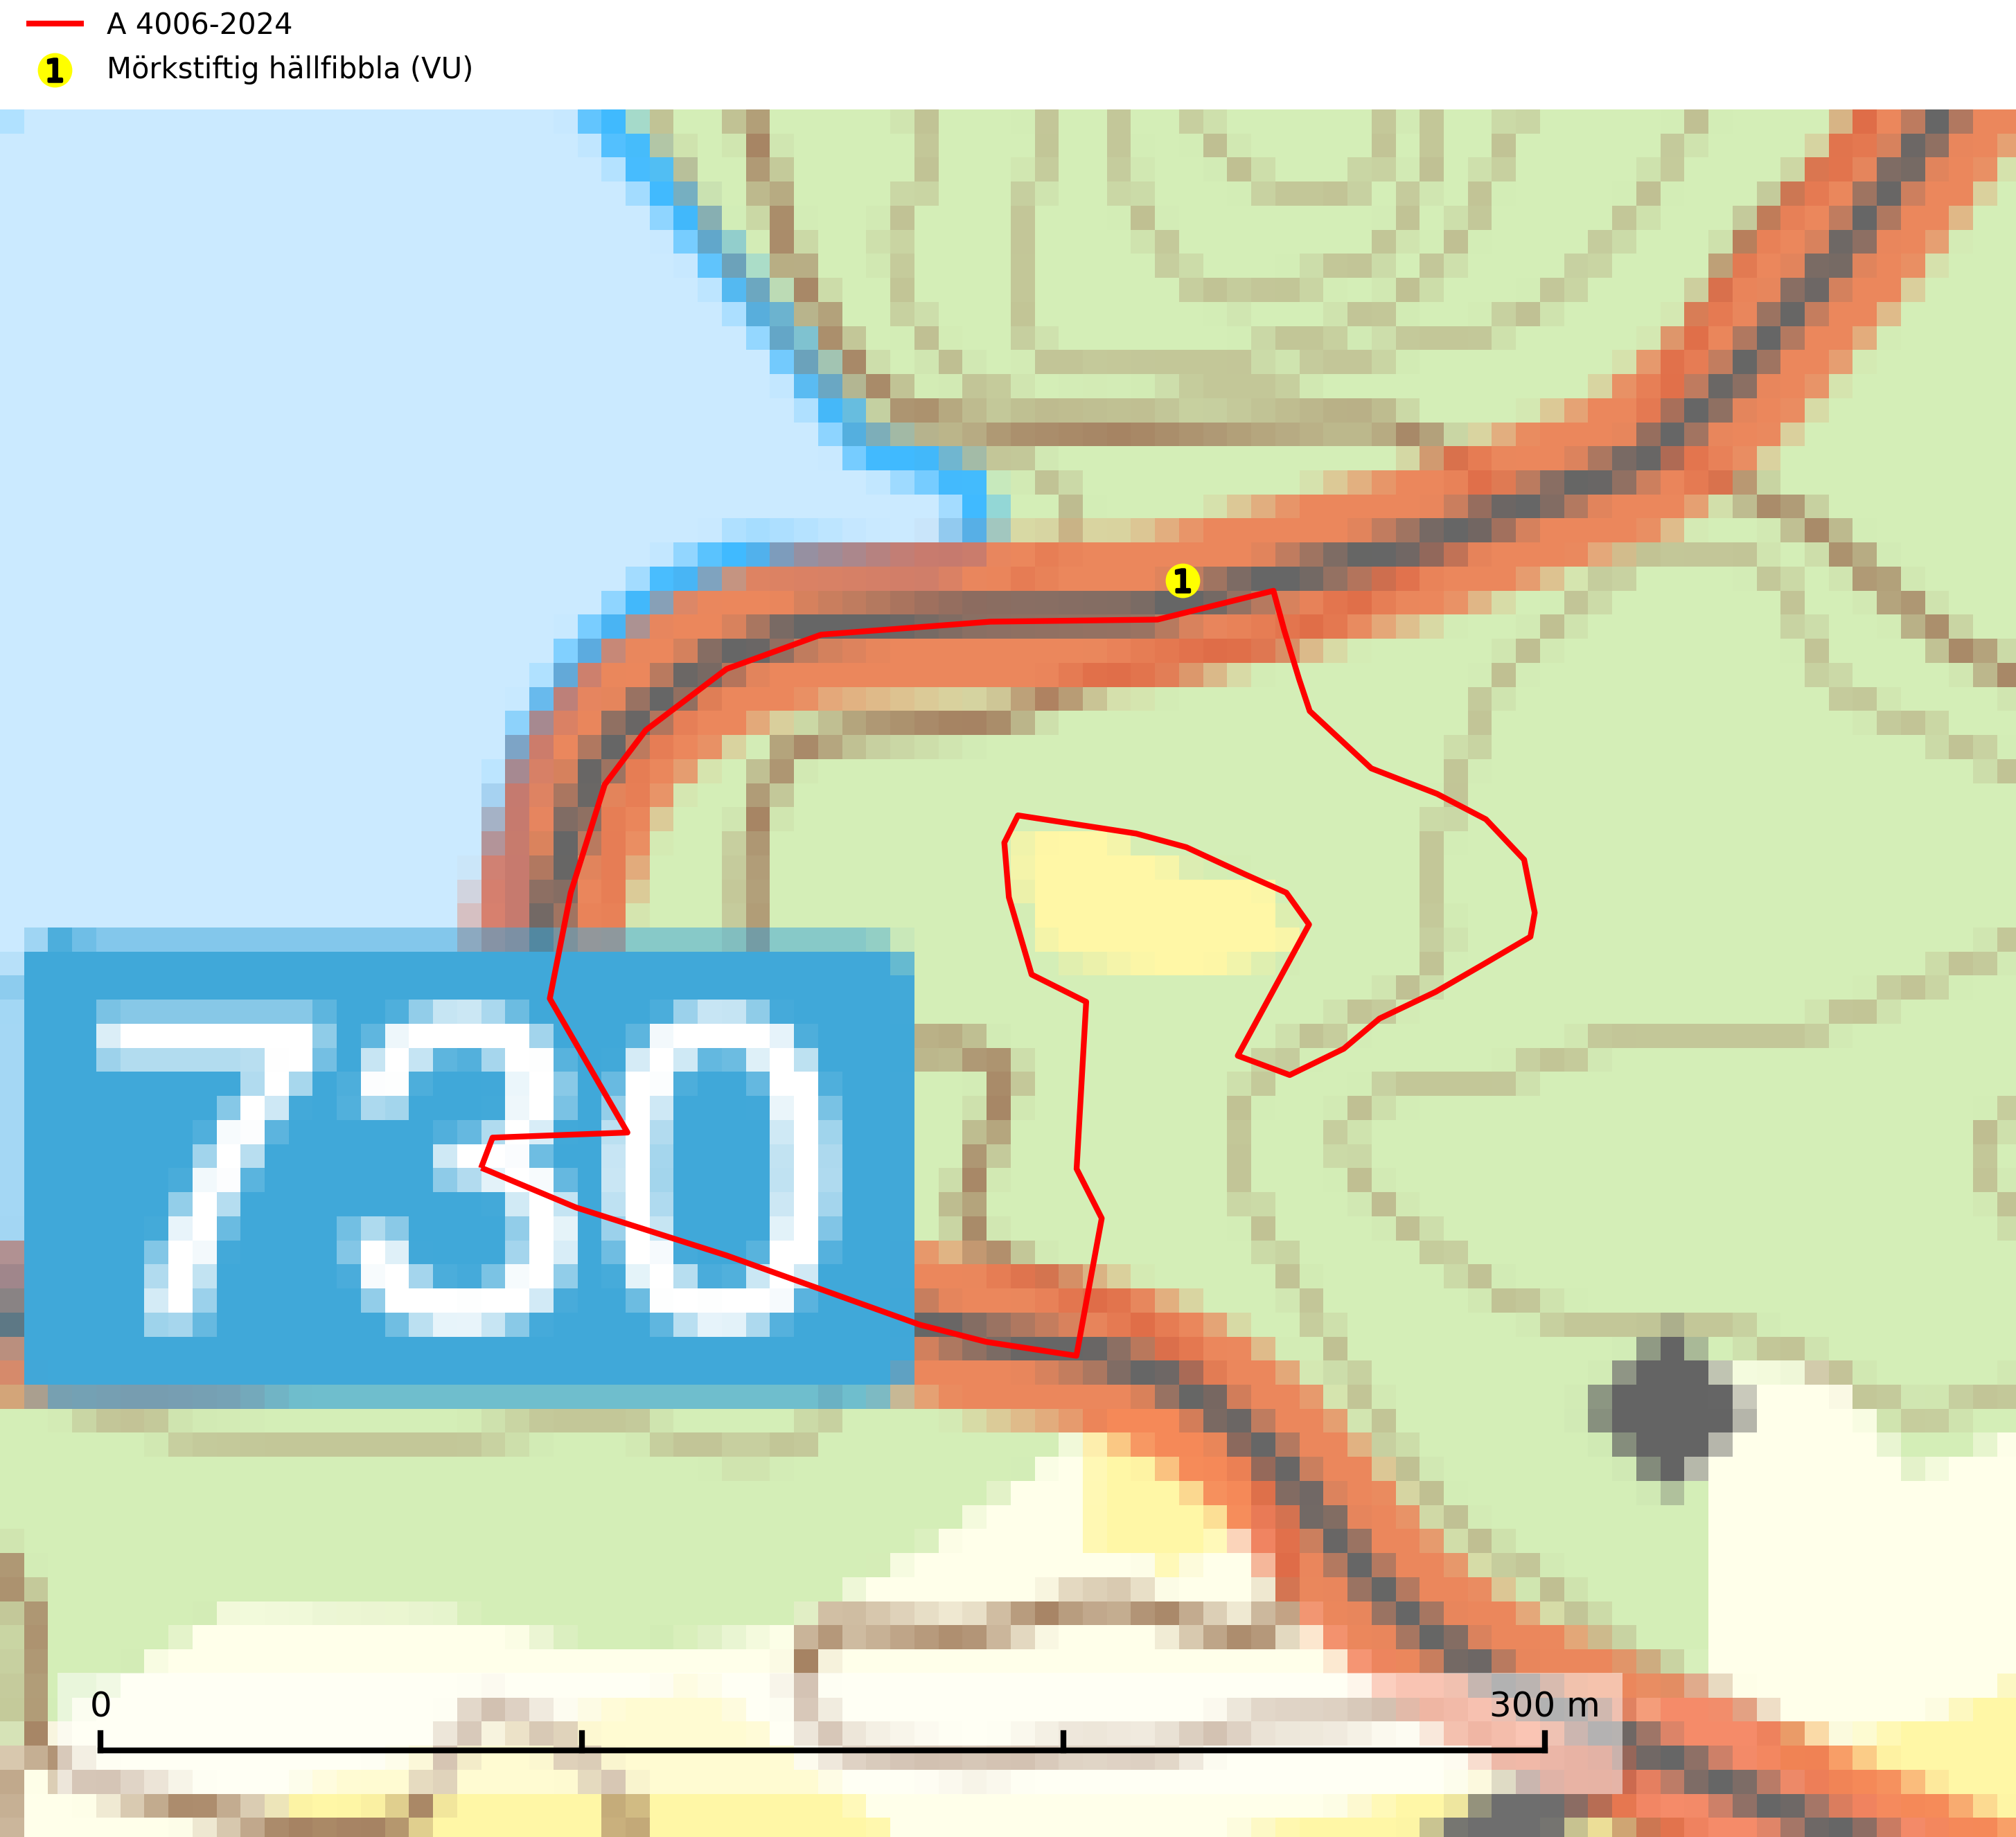 A 4006-2024
1 Mörkstiftig hällfibbla (VU)
1
730
0 300 m